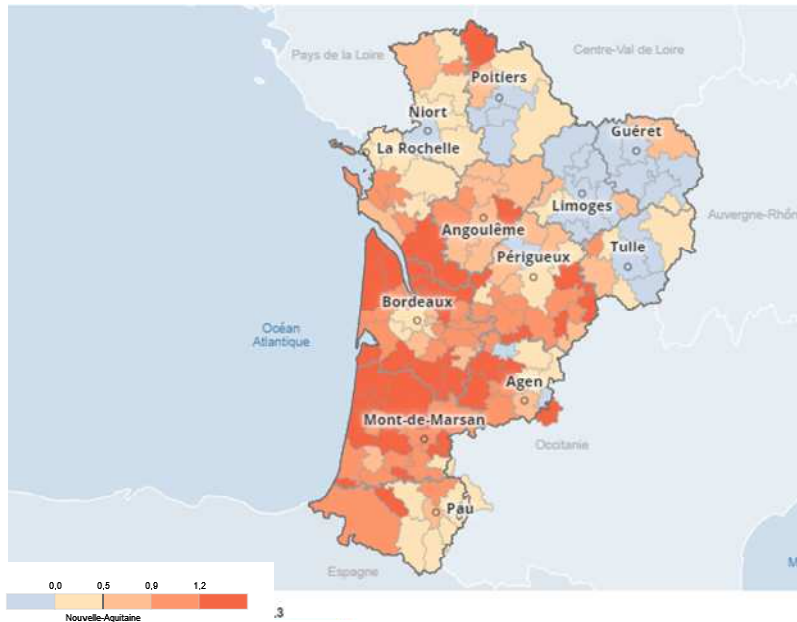 Pays de la Loire
Centre-Val de Loire
Poitiers
Niort
Guéret
La Rochelle
Limoges
Auvergne-Rhôn
Angoulême
Périgueux
Tulle
Bordeaux
Océan
Atlantique
Agen
Mont-de-Marsan
Occitanie
Pau
M
Espagne
0,0 0,5 0,9 1,2
,3
Nouvelle-Aquitaine